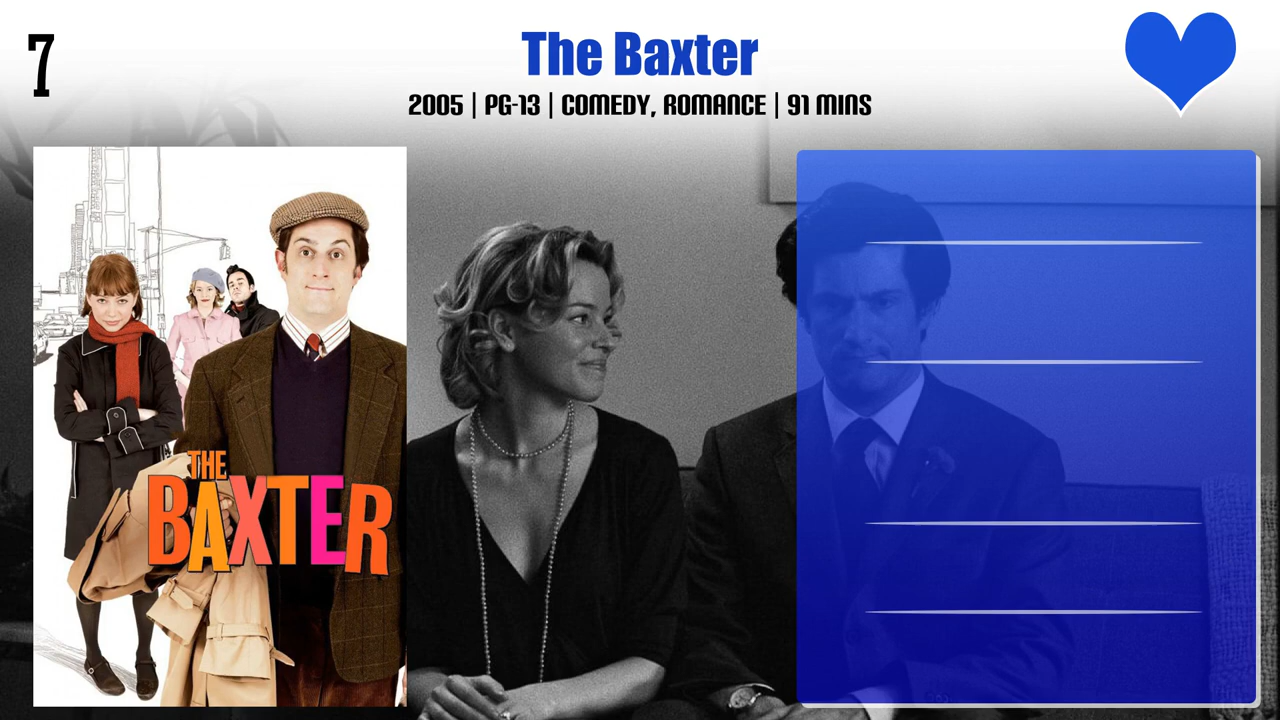 7
The Baxter
2005 | PG-13 | COMEDY, ROMANCE | 91 MINS
THE
BAXTER